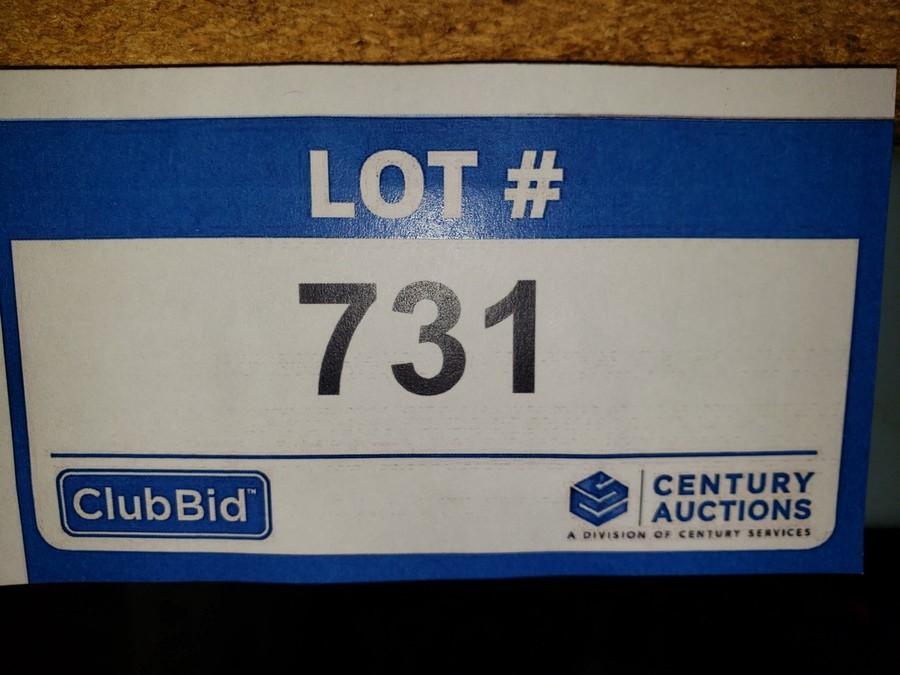 LOT #
731
ClubBid™
CENTURY
AUCTIONS
A DIVISION OF CENTURY SERVICES